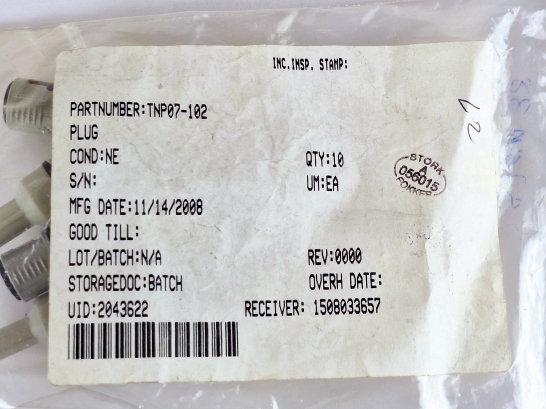 INC.INSP. STAMP:
PARTNUMBER:TNP07-102
PLUG
COND:NE QTY:10
S/N: UM:EA
STORK
A
056015
FOKKER
MFG DATE:11/14/2008
GOOD TILL:
LOT/BATCH:N/A REV:0000
STORAGEDOC:BATCH OVERH DATE:
UID:2043622 RECEIVER: 1508033657